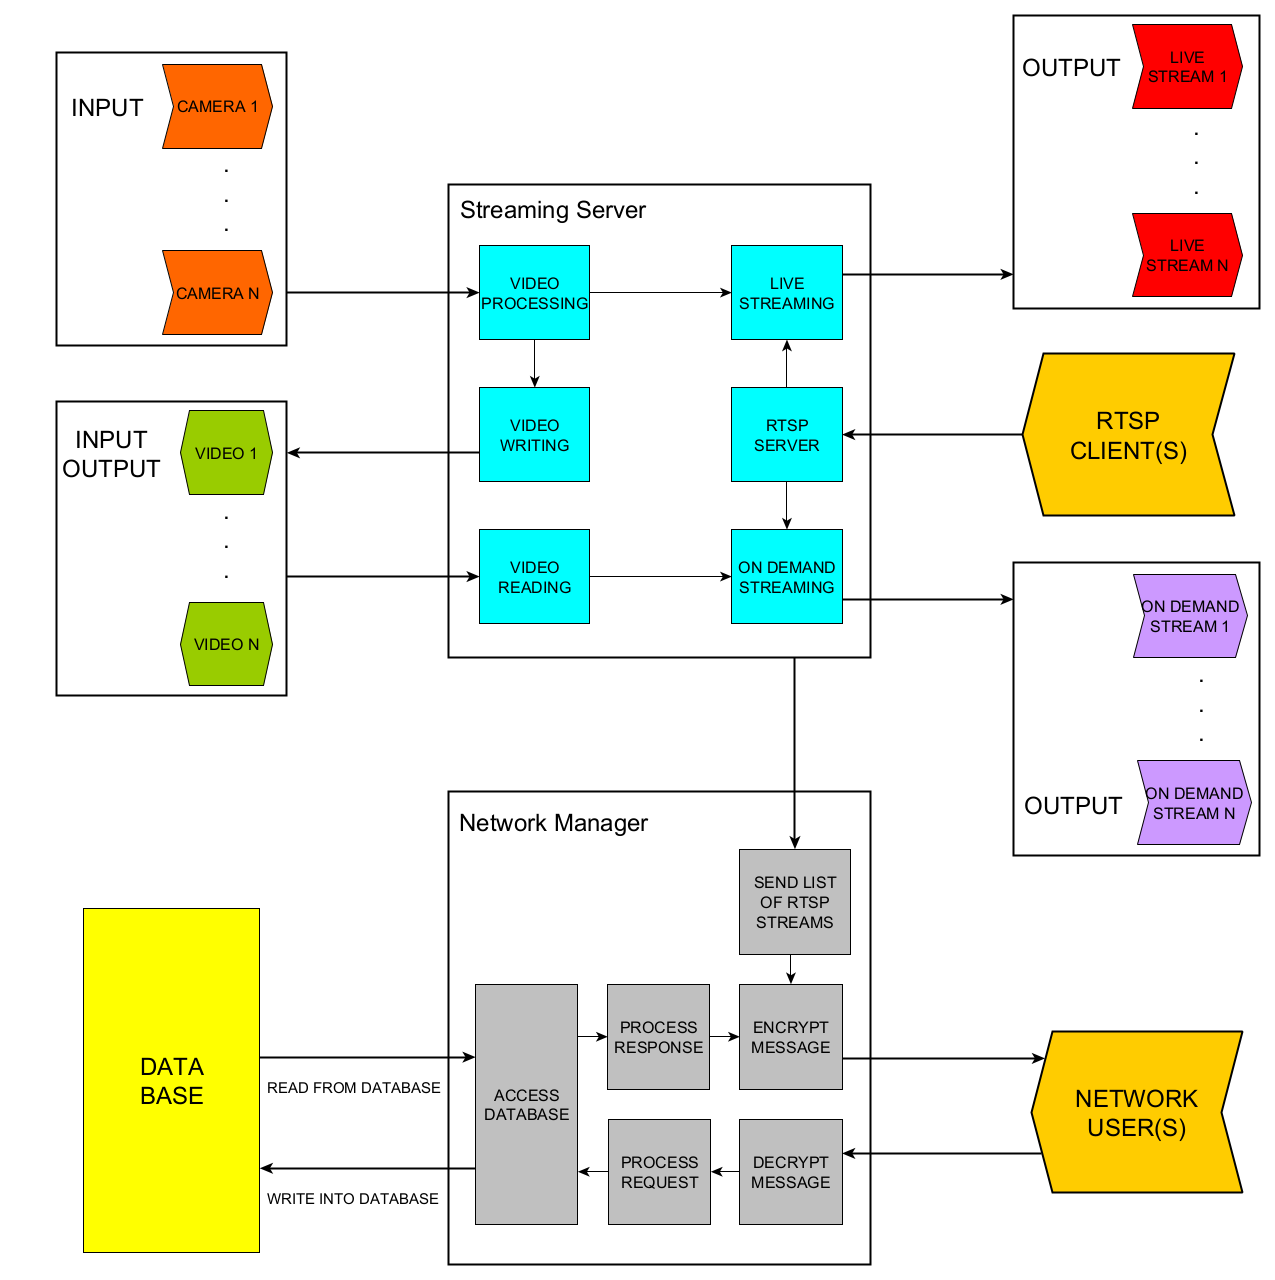 INPUT
CAMERA 1
.
.
.
CAMERA N
OUTPUT
LIVE
STREAM 1
.
.
.
LIVE
STREAM N
Streaming Server
VIDEO
PROCESSING
LIVE
STREAMING
VIDEO
WRITING
RTSP
SERVER
VIDEO
READING
ON DEMAND
STREAMING
INPUT
OUTPUT
VIDEO 1
.
.
.
VIDEO N
RTSP
CLIENT(S)
ON DEMAND
STREAM 1
.
.
.
OUTPUT
ON DEMAND
STREAM N
Network Manager
SEND LIST
OF RTSP
STREAMS
ACCESS
DATABASE
PROCESS
RESPONSE
ENCRYPT
MESSAGE
PROCESS
REQUEST
DECRYPT
MESSAGE
DATA
BASE
READ FROM DATABASE
WRITE INTO DATABASE
NETWORK
USER(S)